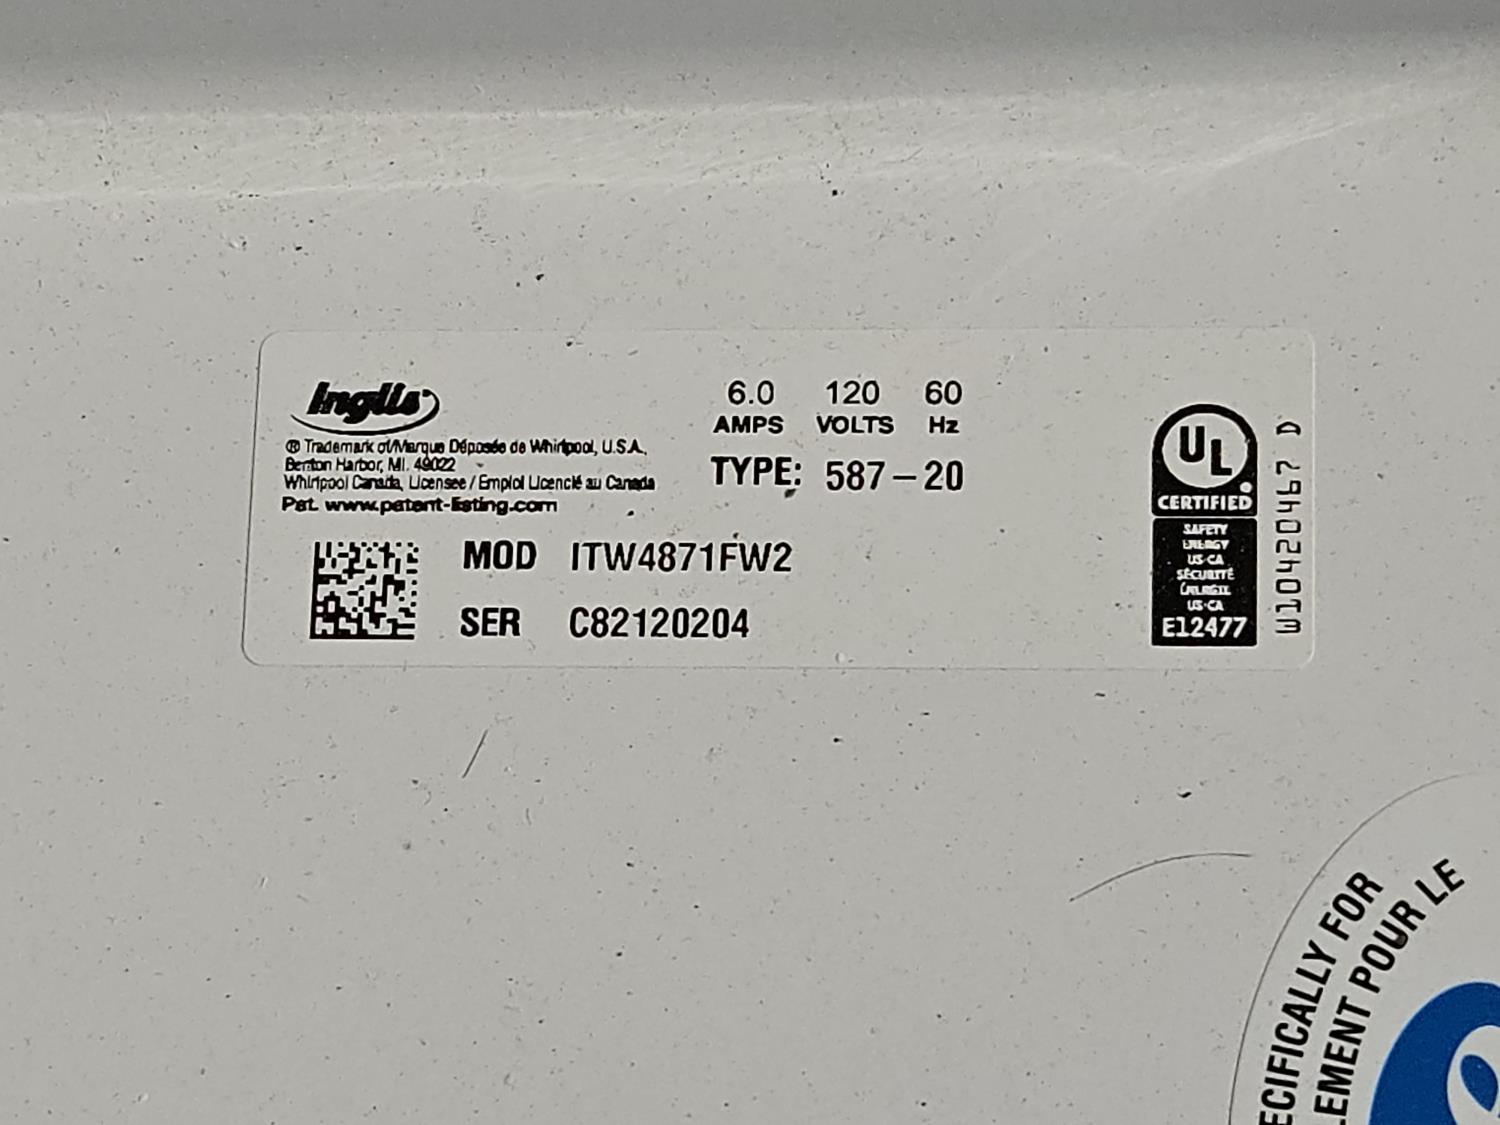 Inglis
® Trademark of/Marque Déposée de Whirlpool, U.S.A.,
Benton Harbor, MI. 49022
Whirlpool Canada, Licensee / Emploi Licencié au Canada
Pat. www.patent-listing.com
6.0 120 60
AMPS VOLTS Hz
TYPE: 587-20
MOD ITW4871FW2
SER C82120204
UL
CERTIFIED
SAFETY
ENERGY
US-CA
SÉCURITÉ
ÉNERGIE
US-CA
E12477
W10420467 D
ECIFICALLY FOR
LEMENT POUR LE